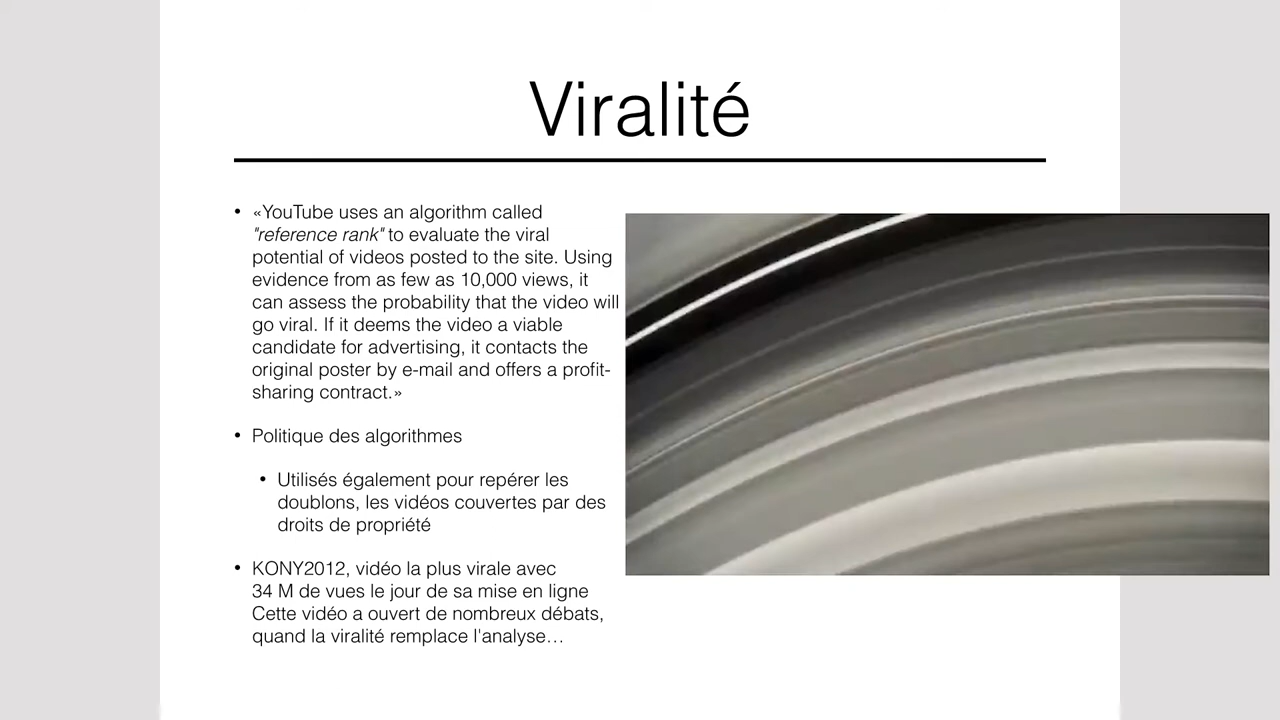 Viralité
• «YouTube uses an algorithm called
"reference rank" to evaluate the viral
potential of videos posted to the site. Using
evidence from as few as 10,000 views, it
can assess the probability that the video will
go viral. If it deems the video a viable
candidate for advertising, it contacts the
original poster by e-mail and offers a profit-
sharing contract.»
• Politique des algorithmes
• Utilisés également pour repérer les
doublons, les vidéos couvertes par des
droits de propriété
• KONY2012, vidéo la plus virale avec
34 M de vues le jour de sa mise en ligne
Cette vidéo a ouvert de nombreux débats,
quand la viralité remplace l'analyse…